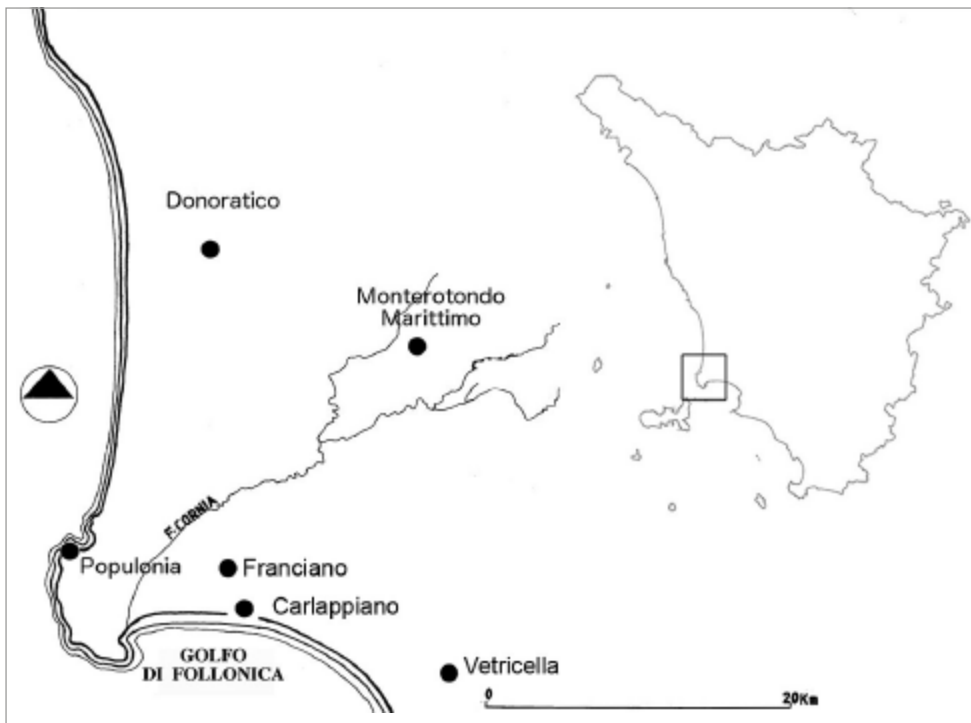 Donoratico
Monterotondo
Marittimo
F. CORNIA
Populonia
Franciano
Carlappiano
GOLFO
DI FOLLONICA
Vetricella
0
20Km